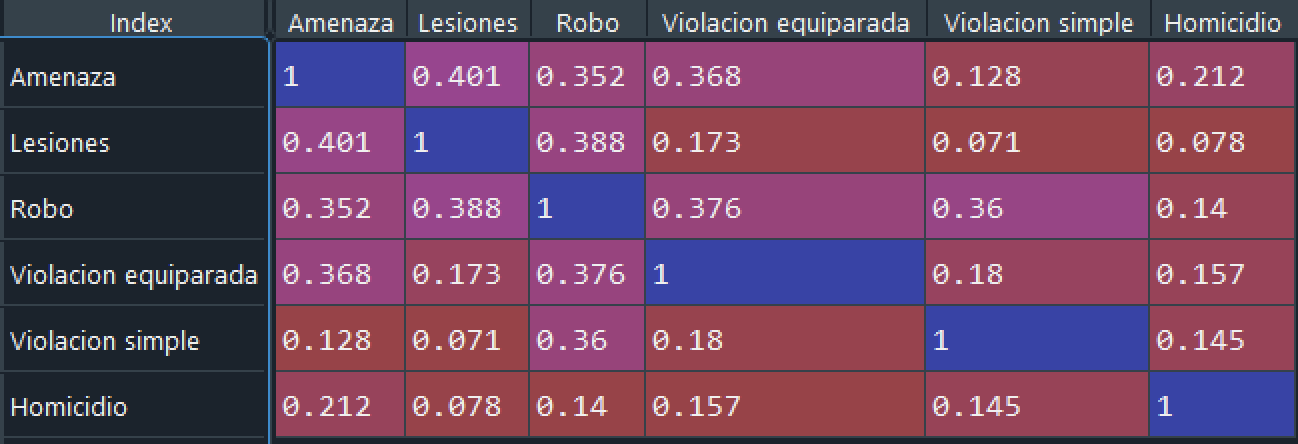 Index Amenaza Lesiones Robo Violacion equiparada Violacion simple Homicidio
Amenaza 1 0.401 0.352 0.368 0.128 0.212
Lesiones 0.401 1 0.388 0.173 0.071 0.078
Robo 0.352 0.388 1 0.376 0.36 0.14
Violacion equiparada 0.368 0.173 0.376 1 0.18 0.157
Violacion simple 0.128 0.071 0.36 0.18 1 0.145
Homicidio 0.212 0.078 0.14 0.157 0.145 1